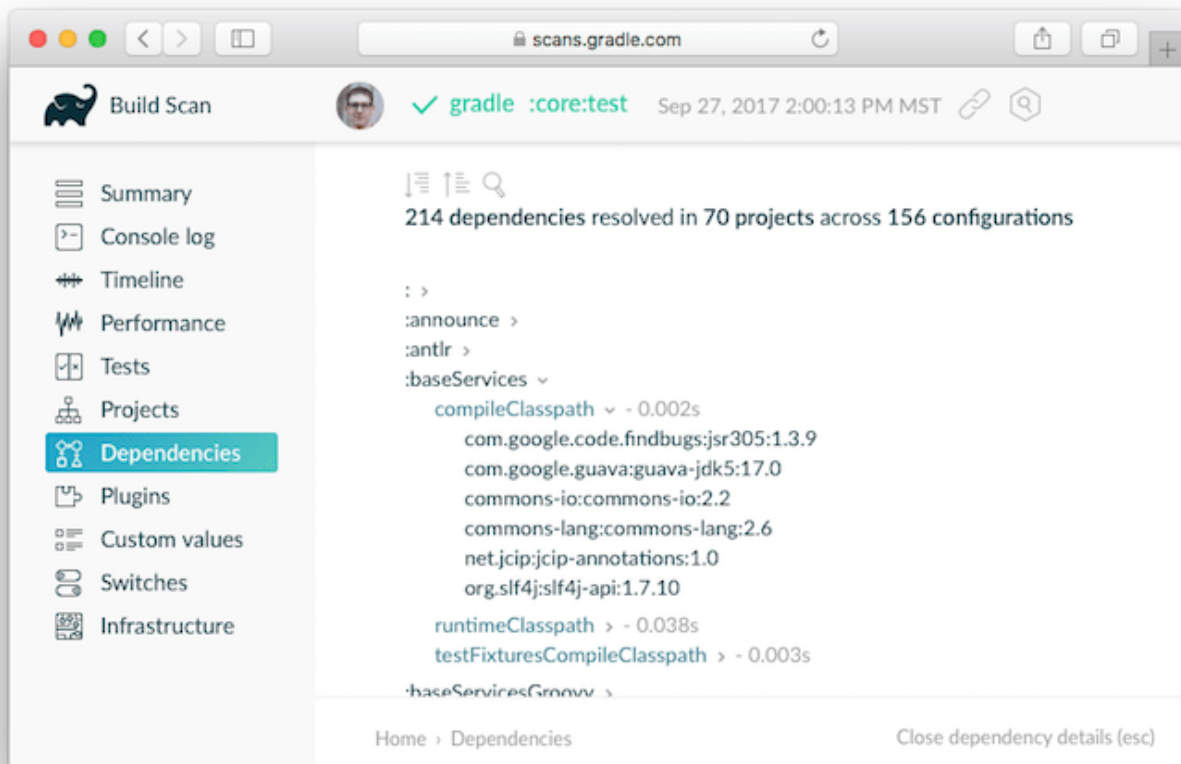 scans.gradle.com
Build Scan
gradle :core:test Sep 27, 2017 2:00:13 PM MST
Summary
Console log
Timeline
Performance
Tests
Projects
Dependencies
Plugins
Custom values
Switches
Infrastructure
214 dependencies resolved in 70 projects across 156 configurations
: >
:announce >
:antlr >
:baseServices
compileClasspath - 0.002s
com.google.code.findbugs:jsr305:1.3.9
com.google.guava:guava-jdk5:17.0
commons-io:commons-io:2.2
commons-lang:commons-lang:2.6
net.jcip:jcip-annotations:1.0
org.slf4j:slf4j-api:1.7.10
runtimeClasspath > - 0.038s
testFixturesCompileClasspath > - 0.003s
:baseServicesGroovy >
Home > Dependencies
Close dependency details (esc)